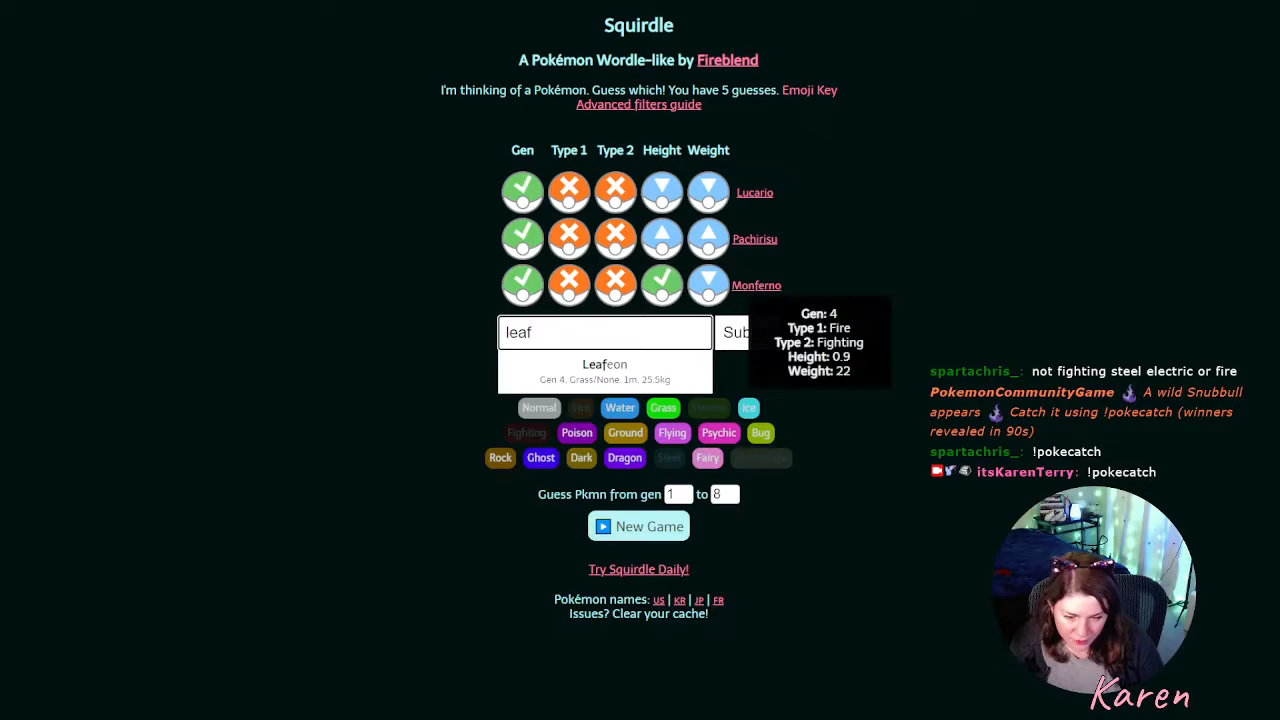 Squirdle
A Pokémon Wordle-like by Fireblend
I'm thinking of a Pokémon. Guess which! You have 5 guesses. Emoji Key
Advanced filters guide
Gen Type 1 Type 2 Height Weight
Lucario
Pachirisu
Monferno
leaf
Sub
Gen: 4
Type 1: Fire
Type 2: Fighting
Height: 0.9
Weight: 22
Leafeon
Gen 4. Grass/None. 1m. 25.5kg
Normal Fire Water Grass Ice
Fighting Poison Ground Flying Psychic Bug
Rock Ghost Dark Dragon Steel Fairy
Guess Pkmn from gen 1 to 8
New Game
Try Squirdle Daily!
Pokémon names: US | KR | JP | FR
Issues? Clear your cache!
spartachris_: not fighting steel electric or fire
PokemonCommunityGame A wild Snubbull
appears Catch it using !pokecatch (winners
revealed in 90s)
spartachris_: !pokecatch
itsKarenTerry: !pokecatch
Karen